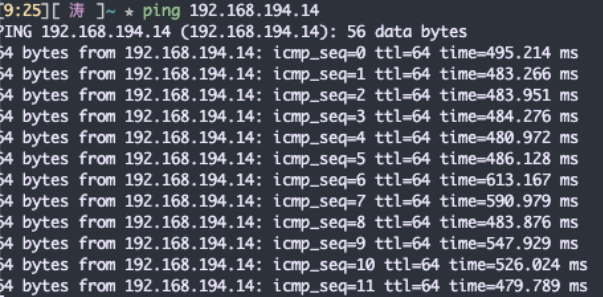 [9:25][ 涛 ]~ ★ ping 192.168.194.14
PING 192.168.194.14 (192.168.194.14): 56 data bytes
64 bytes from 192.168.194.14: icmp_seq=0 ttl=64 time=495.214 ms
64 bytes from 192.168.194.14: icmp_seq=1 ttl=64 time=483.266 ms
64 bytes from 192.168.194.14: icmp_seq=2 ttl=64 time=483.951 ms
64 bytes from 192.168.194.14: icmp_seq=3 ttl=64 time=484.276 ms
64 bytes from 192.168.194.14: icmp_seq=4 ttl=64 time=480.972 ms
64 bytes from 192.168.194.14: icmp_seq=5 ttl=64 time=486.128 ms
64 bytes from 192.168.194.14: icmp_seq=6 ttl=64 time=613.167 ms
64 bytes from 192.168.194.14: icmp_seq=7 ttl=64 time=590.979 ms
64 bytes from 192.168.194.14: icmp_seq=8 ttl=64 time=483.876 ms
64 bytes from 192.168.194.14: icmp_seq=9 ttl=64 time=547.929 ms
64 bytes from 192.168.194.14: icmp_seq=10 ttl=64 time=526.024 ms
64 bytes from 192.168.194.14: icmp_seq=11 ttl=64 time=479.789 ms